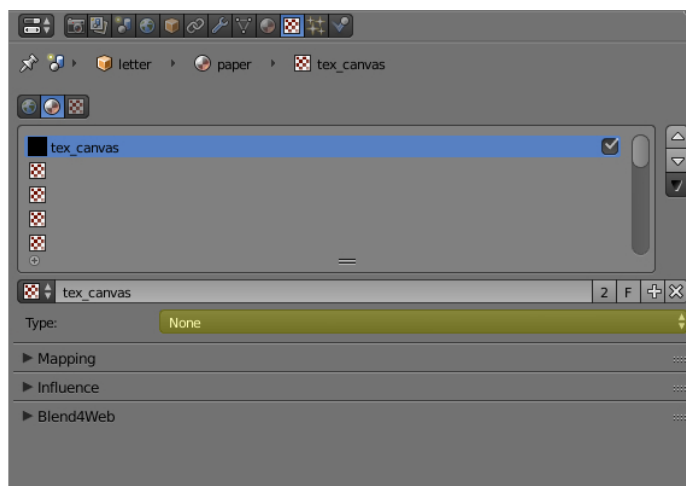 letter paper tex_canvas
tex_canvas
tex_canvas 2 F
Type: None
Mapping
Influence
Blend4Web